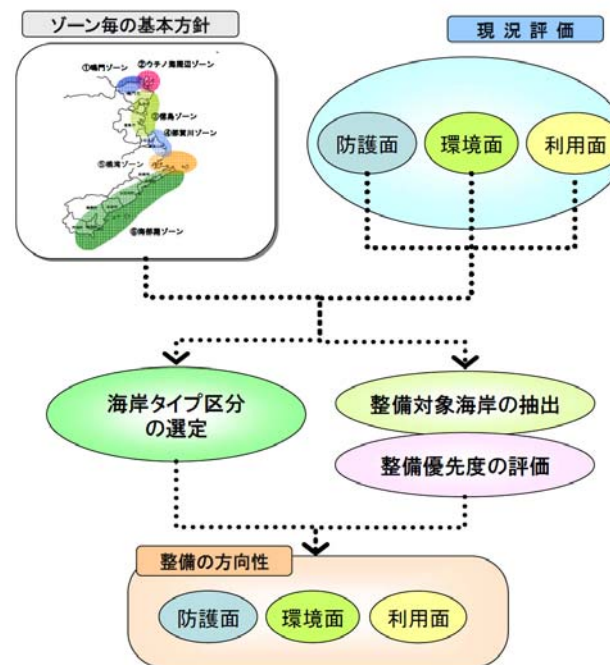 ゾーン毎の基本方針
現況評価
①鳴門ゾーン
②ウチノ海周辺ゾーン
③徳島ゾーン
④那賀川ゾーン
⑤橘湾ゾーン
⑥海部灘ゾーン
防護面
環境面
利用面
海岸タイプ区分
の選定
整備対象海岸の抽出
整備優先度の評価
整備の方向性
防護面
環境面
利用面